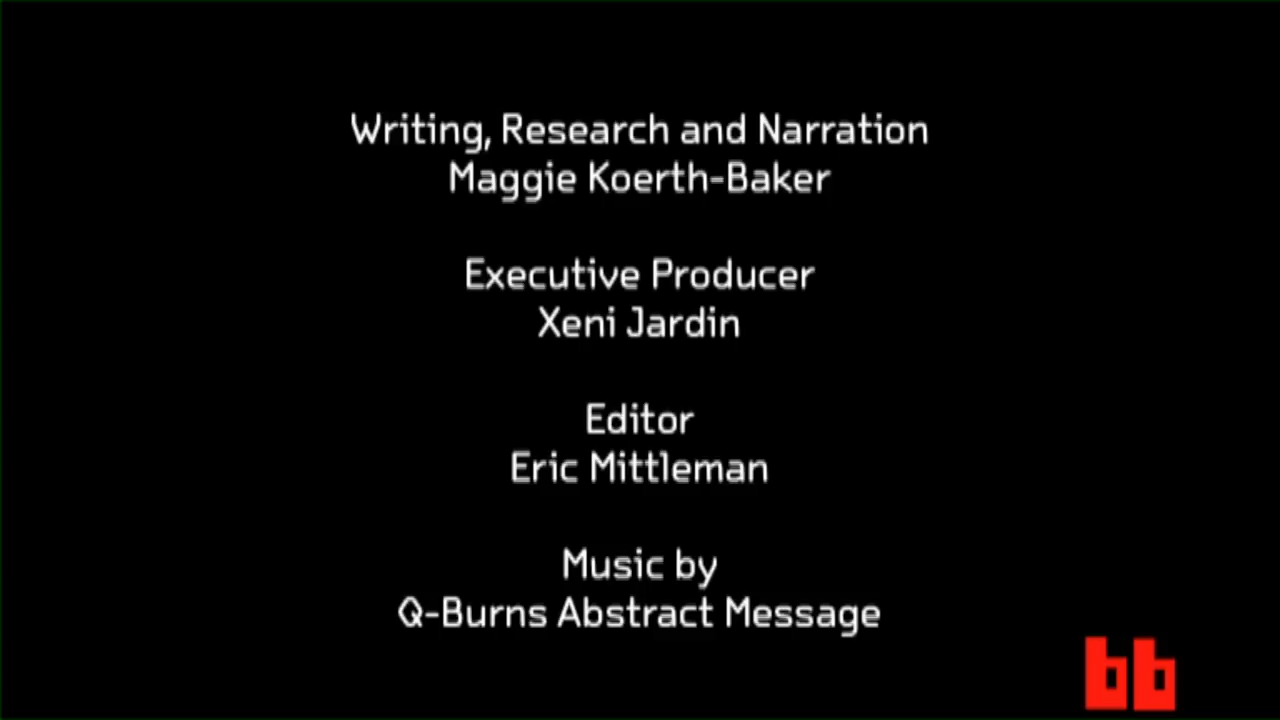 Writing, Research and Narration
Maggie Koerth-Baker
Executive Producer
Xeni Jardin
Editor
Eric Mittleman
Music by
Q-Burns Abstract Message
bb